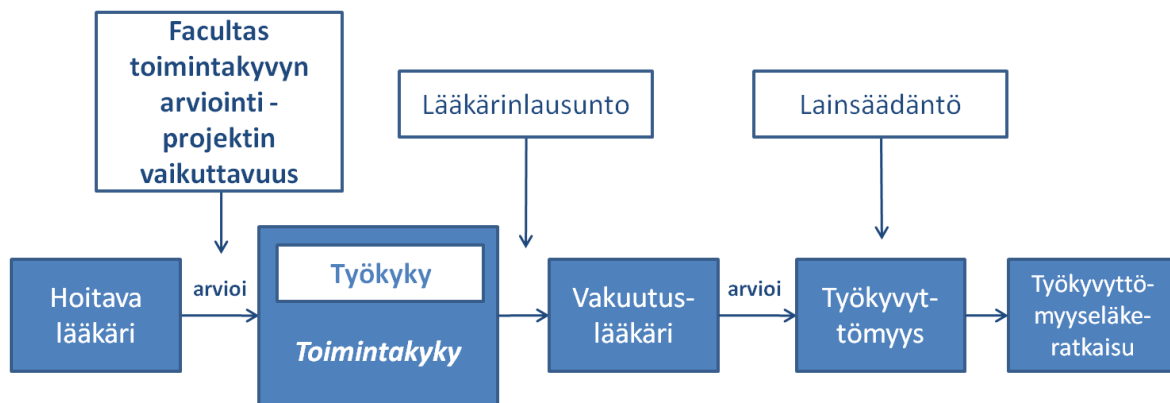 Facultas
toimintakyvyn
arviointi -
projektin
vaikuttavuus
Lääkärinlausunto
Lainsäädäntö
Hoitava
lääkäri
arvioi
Työkyky
Toimintakyky
Vakuutus-
lääkäri
arvioi
Työkyvyt-
tömyys
Työkyvyttö-
myyseläke-
ratkaisu